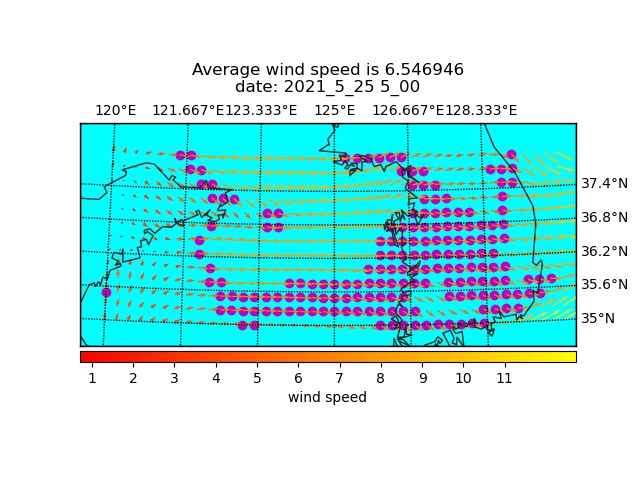 Average wind speed is 6.546946
date: 2021_5_25 5_00
120°E 121.667°E 123.333°E 125°E 126.667°E 128.333°E
37.4°N
36.8°N
36.2°N
35.6°N
35°N
1 2 3 4 5 6 7 8 9 10 11
wind speed